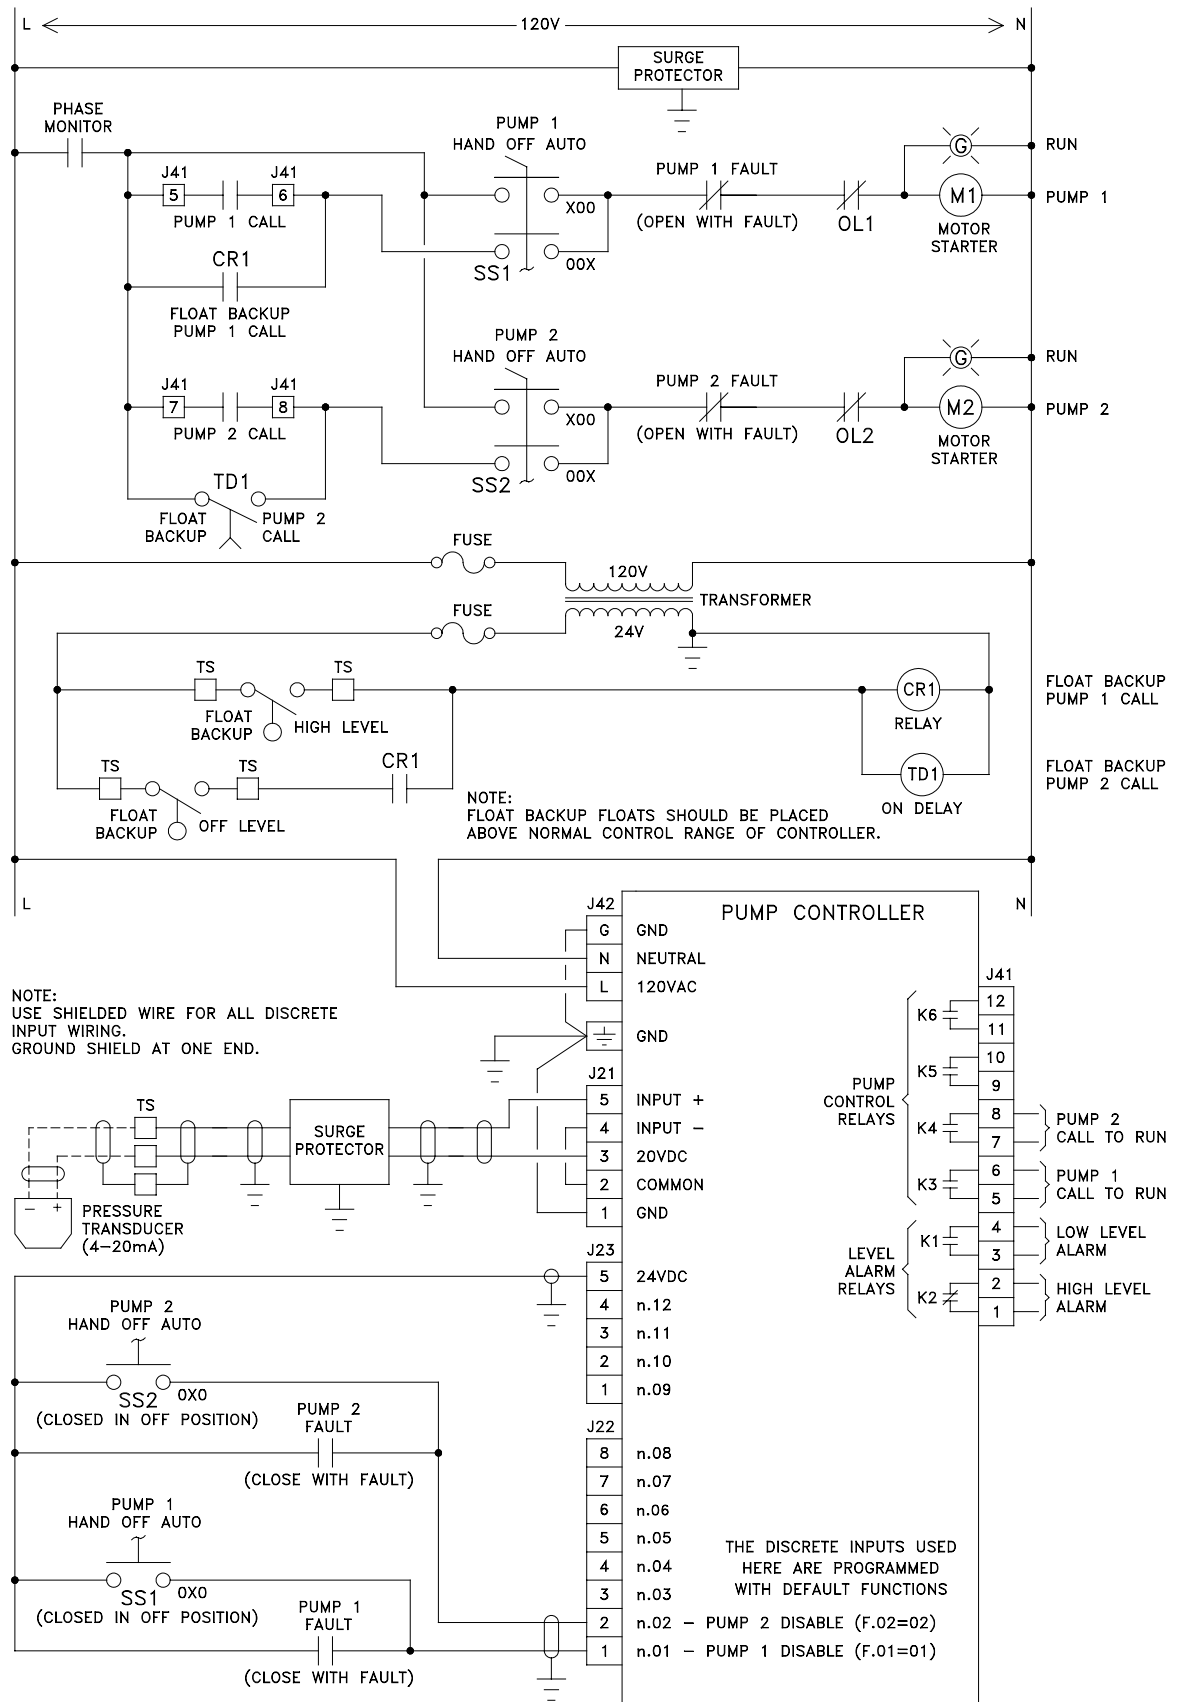 L 120V N
SURGE
PROTECTOR
PHASE
MONITOR
PUMP 1
HAND OFF AUTO
J41 J41
5 6
PUMP 1 CALL
X00
PUMP 1 FAULT
(OPEN WITH FAULT)
OL1
G RUN
M1 PUMP 1
MOTOR
STARTER
SS1 00X
CR1
FLOAT BACKUP
PUMP 1 CALL
PUMP 2
HAND OFF AUTO
J41 J41
7 8
PUMP 2 CALL
X00
PUMP 2 FAULT
(OPEN WITH FAULT)
OL2
G RUN
M2 PUMP 2
MOTOR
STARTER
SS2 00X
TD1
FLOAT
BACKUP
PUMP 2
CALL
FUSE
120V
TRANSFORMER
FUSE
24V
TS TS
FLOAT
BACKUP
HIGH LEVEL
CR1
RELAY
FLOAT BACKUP
PUMP 1 CALL
TS TS
CR1
FLOAT
BACKUP
OFF LEVEL
TD1
ON DELAY
FLOAT BACKUP
PUMP 2 CALL
NOTE:
FLOAT BACKUP FLOATS SHOULD BE PLACED
ABOVE NORMAL CONTROL RANGE OF CONTROLLER.
L N
PUMP CONTROLLER
J42
G GND
N NEUTRAL
L 120VAC
GND
NOTE:
USE SHIELDED WIRE FOR ALL DISCRETE
INPUT WIRING.
GROUND SHIELD AT ONE END.
J21
5 INPUT +
4 INPUT –
3 20VDC
2 COMMON
1 GND
TS
SURGE
PROTECTOR
– +
PRESSURE
TRANSDUCER
(4–20mA)
J41
K6 12
11
K5 10
9
K4 8
7
K3 6
5
K1 4
3
K2 2
1
PUMP
CONTROL
RELAYS
PUMP 2
CALL TO RUN
PUMP 1
CALL TO RUN
LEVEL
ALARM
RELAYS
LOW LEVEL
ALARM
HIGH LEVEL
ALARM
J23
5 24VDC
4 n.12
3 n.11
2 n.10
1 n.09
PUMP 2
HAND OFF AUTO
SS2 0X0
(CLOSED IN OFF POSITION)
PUMP 2
FAULT
(CLOSE WITH FAULT)
PUMP 1
HAND OFF AUTO
SS1 0X0
(CLOSED IN OFF POSITION)
PUMP 1
FAULT
(CLOSE WITH FAULT)
J22
8 n.08
7 n.07
6 n.06
5 n.05
4 n.04
3 n.03
2 n.02 – PUMP 2 DISABLE (F.02=02)
1 n.01 – PUMP 1 DISABLE (F.01=01)
THE DISCRETE INPUTS USED
HERE ARE PROGRAMMED
WITH DEFAULT FUNCTIONS